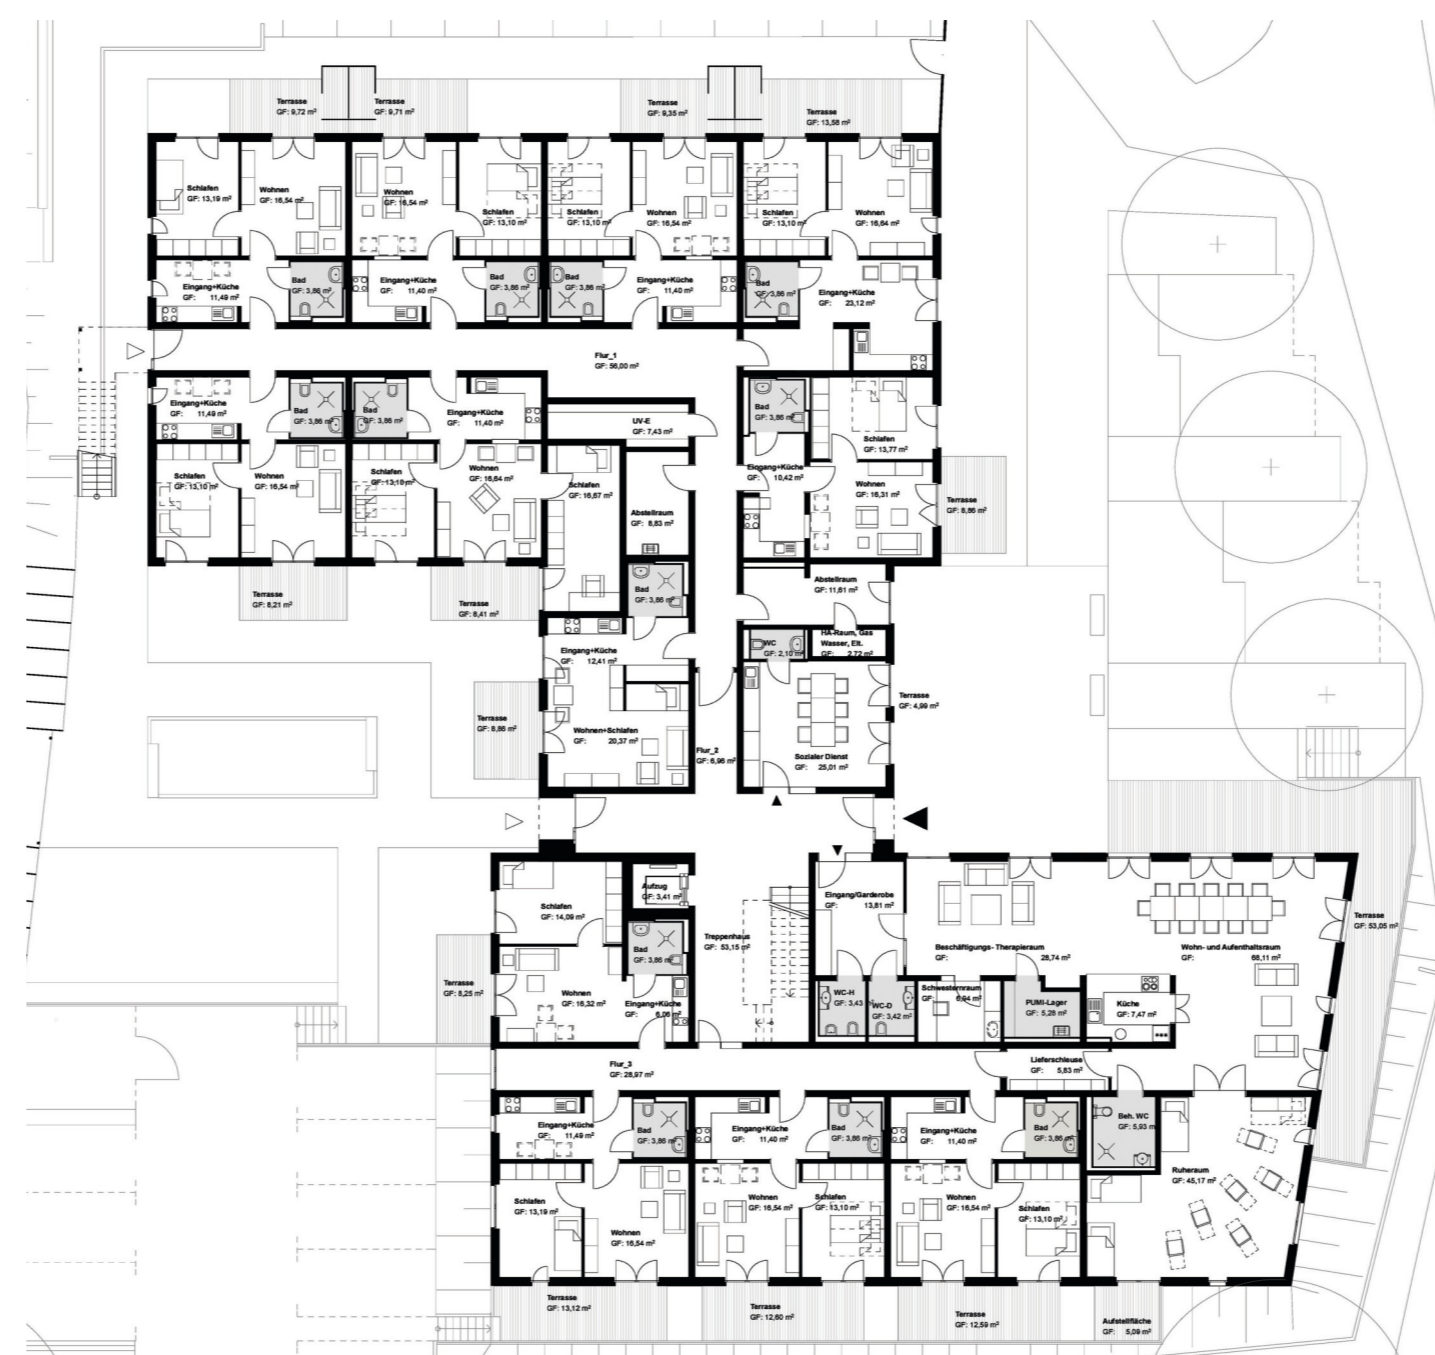 Terrasse
GF: 9,72 m²
Terrasse
GF: 9,71 m²
Terrasse
GF: 9,35 m²
Terrasse
GF: 13,58 m²
Schlafen
GF: 13,19 m²
Wohnen
GF: 16,54 m²
Wohnen
GF: 16,54 m²
Schlafen
GF: 13,10 m²
Schlafen
GF: 13,10 m²
Wohnen
GF: 16,54 m²
Schlafen
GF: 13,10 m²
Wohnen
GF: 16,64 m²
Eingang+Küche
GF: 11,49 m²
Bad
GF: 3,86 m²
Eingang+Küche
GF: 11,40 m²
Bad
GF: 3,86 m²
Bad
GF: 3,86 m²
Eingang+Küche
GF: 11,40 m²
Bad
GF: 3,86 m²
Eingang+Küche
GF: 23,12 m²
Flur_1
GF: 56,00 m²
Eingang+Küche
GF: 11,49 m²
Bad
GF: 3,86 m²
Bad
GF: 3,86 m²
Eingang+Küche
GF: 11,40 m²
UV-E
GF: 7,43 m²
Bad
GF: 3,86 m²
Schlafen
GF: 13,77 m²
Schlafen
GF: 13,10 m²
Wohnen
GF: 16,54 m²
Schlafen
GF: 13,10 m²
Wohnen
GF: 16,64 m²
Schlafen
GF: 16,67 m²
Eingang+Küche
GF: 10,42 m²
Wohnen
GF: 16,31 m²
Terrasse
GF: 8,86 m²
Abstellraum
GF: 8,83 m²
Terrasse
GF: 8,21 m²
Terrasse
GF: 8,41 m²
Bad
GF: 3,86 m²
Abstellraum
GF: 11,61 m²
Eingang+Küche
GF: 12,41 m²
WC
GF: 2,10 m²
HA-Raum, Gas
Wasser, Elt.
GF: 2,72 m²
Terrasse
GF: 8,86 m²
Wohnen+Schlafen
GF: 20,37 m²
Flur_2
GF: 6,96 m²
Sozialer Dienst
GF: 25,01 m²
Terrasse
GF: 4,99 m²
Schlafen
GF: 14,09 m²
Aufzug
GF: 3,41 m²
Eingang/Garderobe
GF: 13,81 m²
Treppenhaus
GF: 53,15 m²
Beschäftigungs- Therapieraum
GF: 28,74 m²
Wohn- und Aufenthaltsraum
GF: 68,11 m²
Terrasse
GF: 53,05 m²
Terrasse
GF: 8,25 m²
Wohnen
GF: 16,32 m²
Bad
GF: 3,86 m²
Eingang+Küche
GF: 6,06 m²
WC-H
GF: 3,43 m²
WC-D
GF: 3,42 m²
Schwesternraum
GF: 6,94 m²
PUMI-Lager
GF: 5,28 m²
Küche
GF: 7,47 m²
Flur_3
GF: 28,97 m²
Lieferschleuse
GF: 5,83 m²
Eingang+Küche
GF: 11,49 m²
Bad
GF: 3,86 m²
Eingang+Küche
GF: 11,40 m²
Bad
GF: 3,86 m²
Eingang+Küche
GF: 11,40 m²
Bad
GF: 3,86 m²
Beh. WC
GF: 5,93 m
Schlafen
GF: 13,19 m²
Wohnen
GF: 16,54 m²
Wohnen
GF: 16,54 m²
Schlafen
GF: 13,10 m²
Wohnen
GF: 16,54 m²
Schlafen
GF: 13,10 m²
Ruheraum
GF: 45,17 m²
Terrasse
GF: 13,12 m²
Terrasse
GF: 12,60 m²
Terrasse
GF: 12,59 m²
Aufstellfläche
GF: 5,09 m²